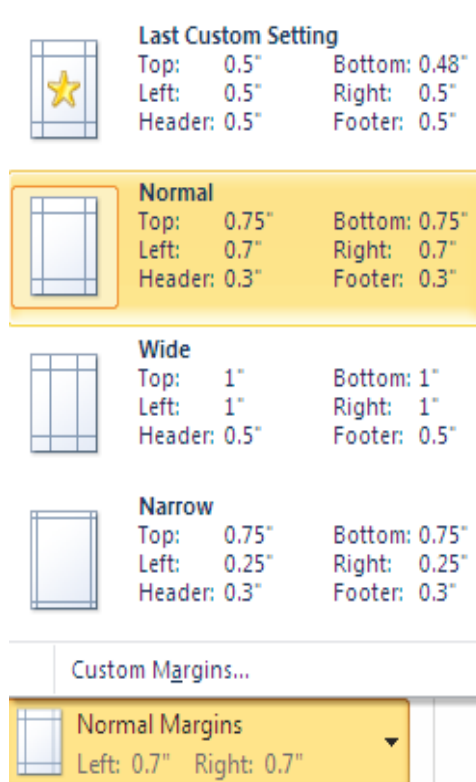 Last Custom Setting
Top: 0.5" Bottom: 0.48"
Left: 0.5" Right: 0.5"
Header: 0.5" Footer: 0.5"
Normal
Top: 0.75" Bottom: 0.75"
Left: 0.7" Right: 0.7"
Header: 0.3" Footer: 0.3"
Wide
Top: 1" Bottom: 1"
Left: 1" Right: 1"
Header: 0.5" Footer: 0.5"
Narrow
Top: 0.75" Bottom: 0.75"
Left: 0.25" Right: 0.25"
Header: 0.3" Footer: 0.3"
Custom Margins...
Normal Margins
Left: 0.7" Right: 0.7"